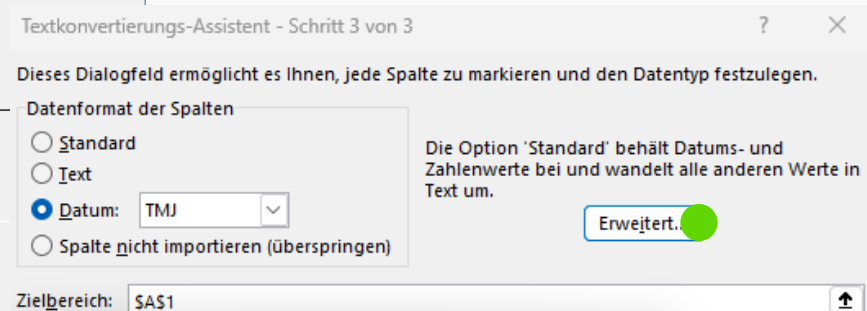 Textkonvertierungs-Assistent - Schritt 3 von 3
Dieses Dialogfeld ermöglicht es Ihnen, jede Spalte zu markieren und den Datentyp festzulegen.
Datenformat der Spalten
Standard
Text
Datum: TMJ
Spalte nicht importieren (überspringen)
Die Option 'Standard' behält Datums- und
Zahlenwerte bei und wandelt alle anderen Werte in
Text um.
Erweitert..
Zielbereich: $A$1